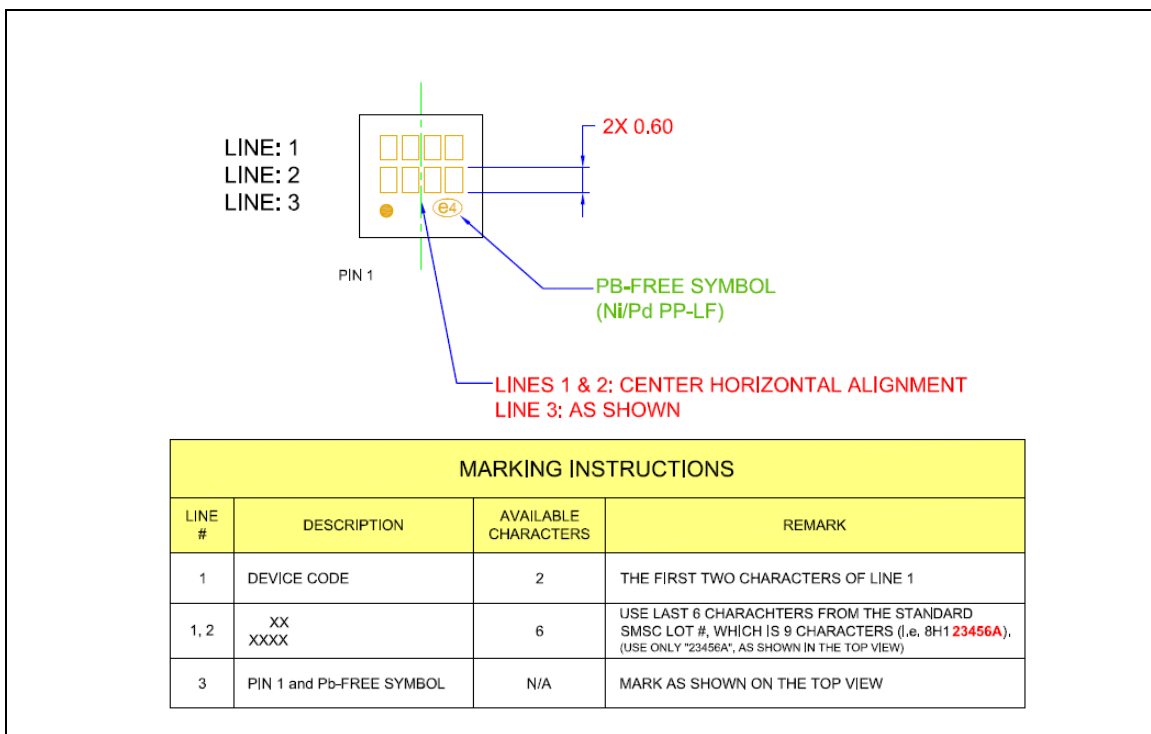 LINE: 1
LINE: 2
LINE: 3
2X 0.60
e4
PIN 1
PB-FREE SYMBOL
(Ni/Pd PP-LF)
LINES 1 & 2: CENTER HORIZONTAL ALIGNMENT
LINE 3: AS SHOWN
MARKING INSTRUCTIONS
LINE # DESCRIPTION AVAILABLE CHARACTERS REMARK
1 DEVICE CODE 2 THE FIRST TWO CHARACTERS OF LINE 1
1, 2 XX XXXX 6 USE LAST 6 CHARACHTERS FROM THE STANDARD
SMSC LOT #, WHICH IS 9 CHARACTERS (i.e. 8H123456A).
(USE ONLY "23456A", AS SHOWN IN THE TOP VIEW)
3 PIN 1 and Pb-FREE SYMBOL N/A MARK AS SHOWN ON THE TOP VIEW